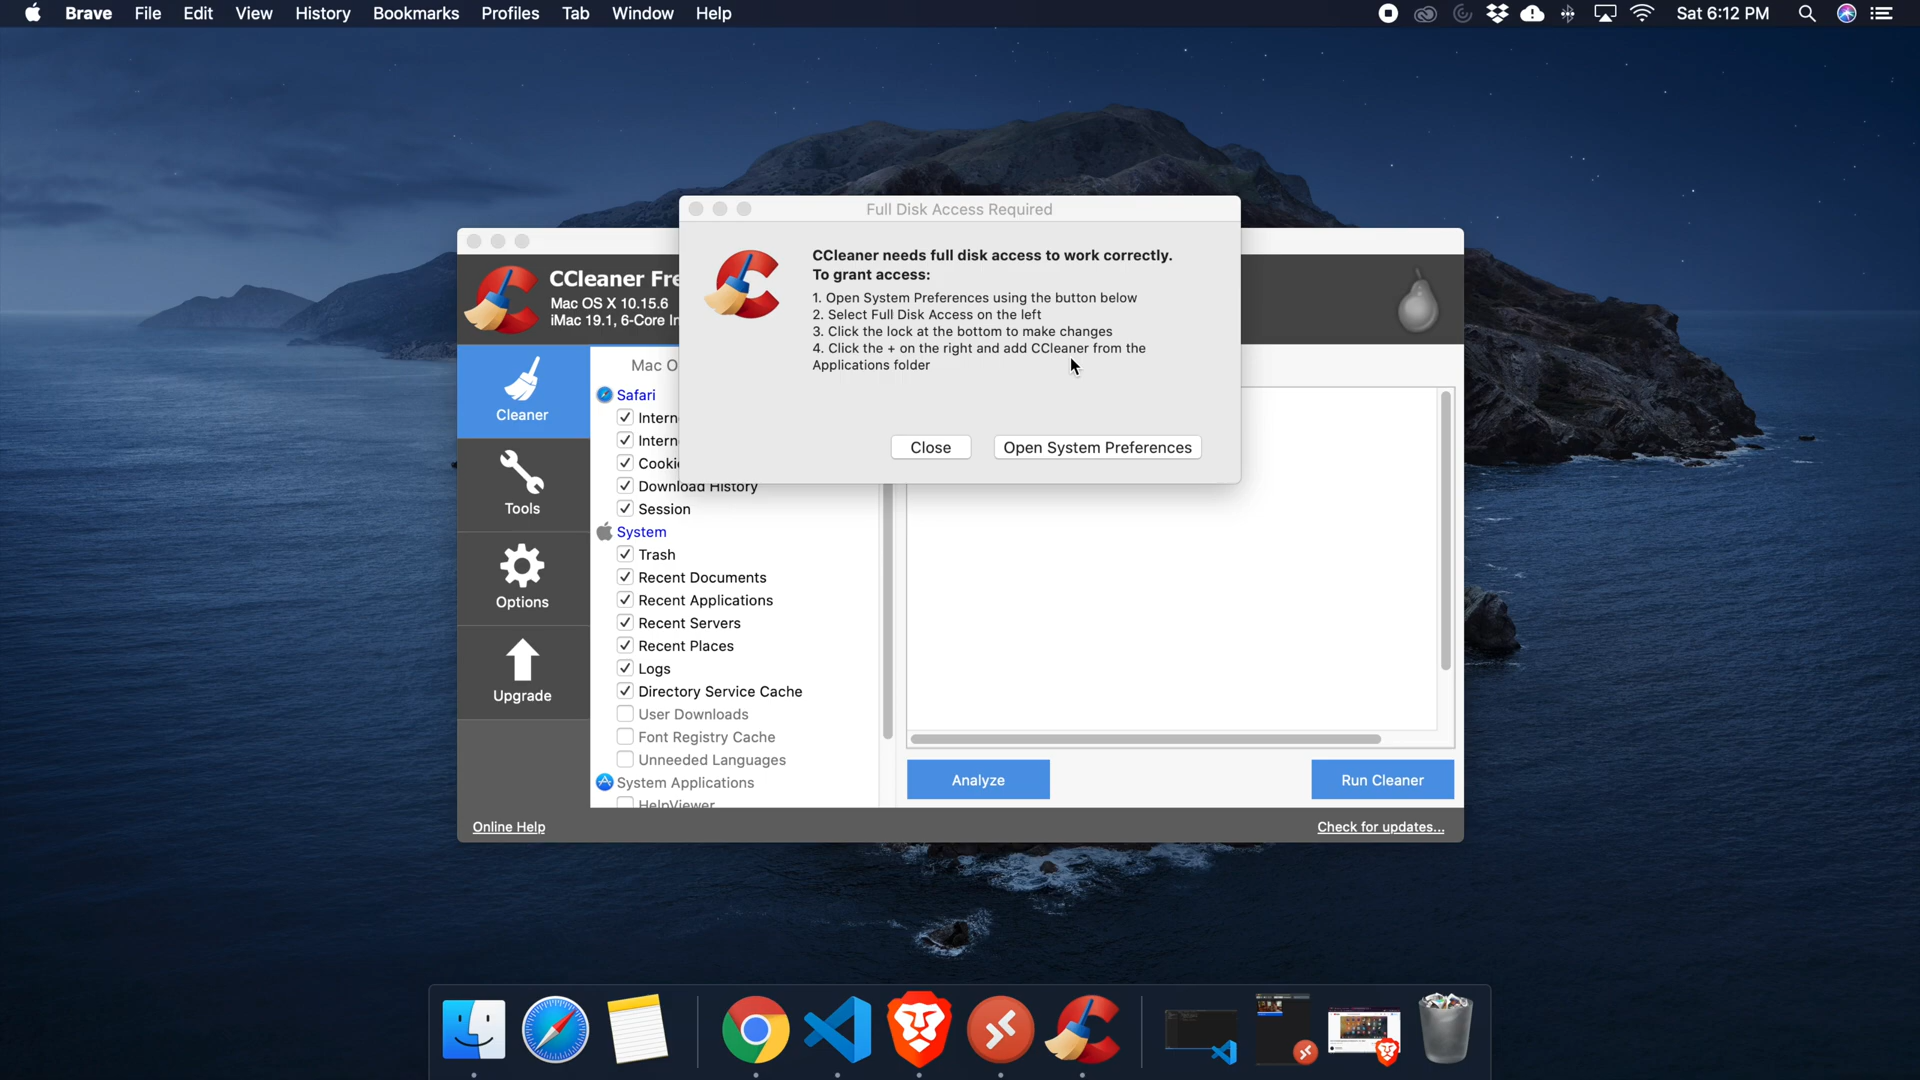 Brave File Edit View History Bookmarks Profiles Tab Window Help
Sat 6:12 PM
Full Disk Access Required
CCleaner needs full disk access to work correctly.
To grant access:
1. Open System Preferences using the button below
2. Select Full Disk Access on the left
3. Click the lock at the bottom to make changes
4. Click the + on the right and add CCleaner from the
Applications folder
Close
Open System Preferences
CCleaner Fre
Mac OS X 10.15.6
iMac 19.1, 6-Core In
Cleaner
Tools
Options
Upgrade
Mac O
Safari
Intern
Intern
Cooki
Download History
Session
System
Trash
Recent Documents
Recent Applications
Recent Servers
Recent Places
Logs
Directory Service Cache
User Downloads
Font Registry Cache
Unneeded Languages
System Applications
HelpViewer
Analyze
Run Cleaner
Online Help
Check for updates...